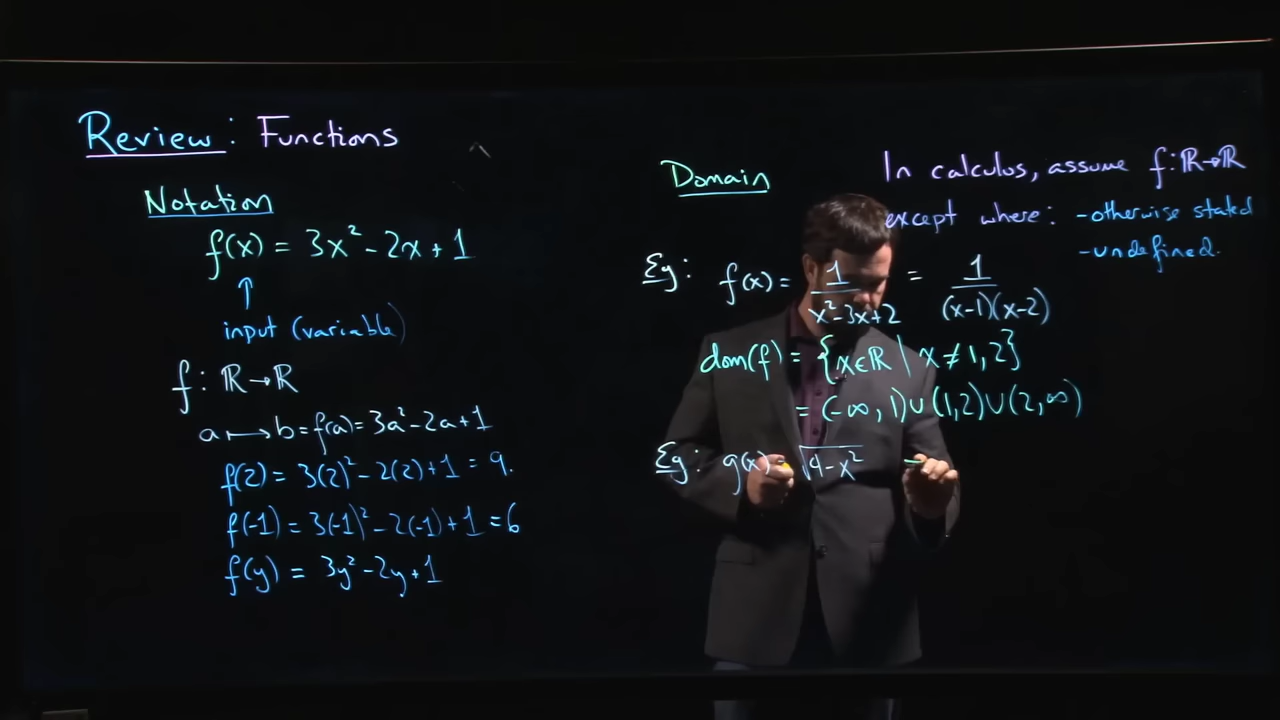 Review: Functions
Notation
f(x) = 3x² - 2x + 1
↑
input (variable)
f: ℝ→ℝ
a ↦ b = f(a) = 3a² - 2a + 1
f(2) = 3(2)² - 2(2) + 1 = 9.
f(-1) = 3(-1)² - 2(-1) + 1 = 6
f(y) = 3y² - 2y + 1
Domain
In calculus, assume f: ℝ→ℝ
except where: - otherwise stated
- undefined.
Eg: f(x) = 1/(x² - 3x + 2) = 1/((x-1)(x-2))
dom(f) = {x∈ℝ | x ≠ 1, 2}
= (-∞, 1) ∪ (1, 2) ∪ (2, ∞)
Eg: g(x) = √(4 - x²)